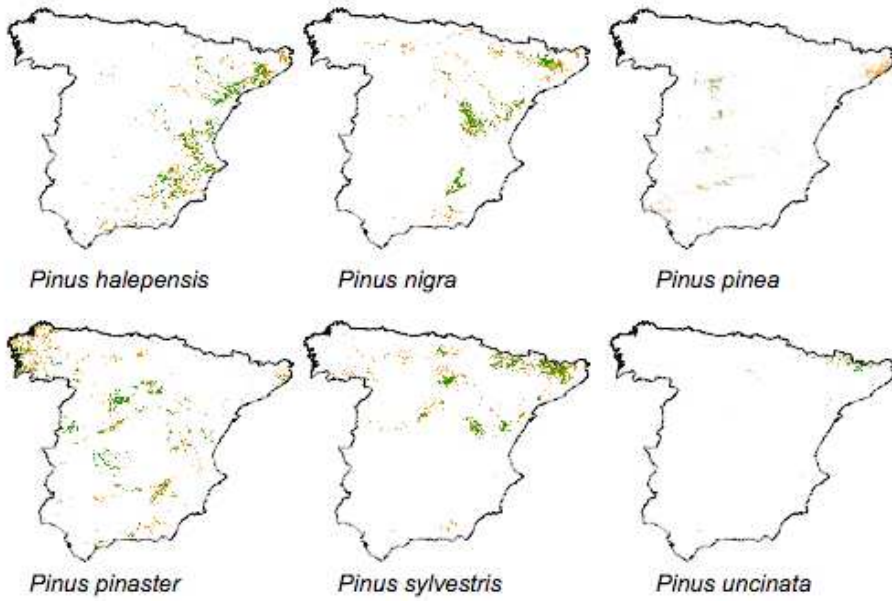 Pinus halepensis
Pinus nigra
Pinus pinea
Pinus pinaster
Pinus sylvestris
Pinus uncinata